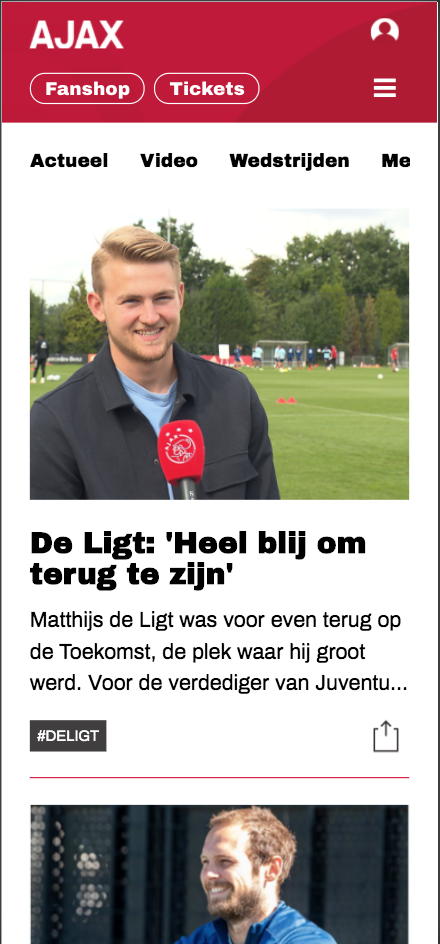 AJAX
Fanshop Tickets
Actueel Video Wedstrijden Me
De Ligt: 'Heel blij om
terug te zijn'
Matthijs de Ligt was voor even terug op
de Toekomst, de plek waar hij groot
werd. Voor de verdediger van Juventu...
#DELIGT